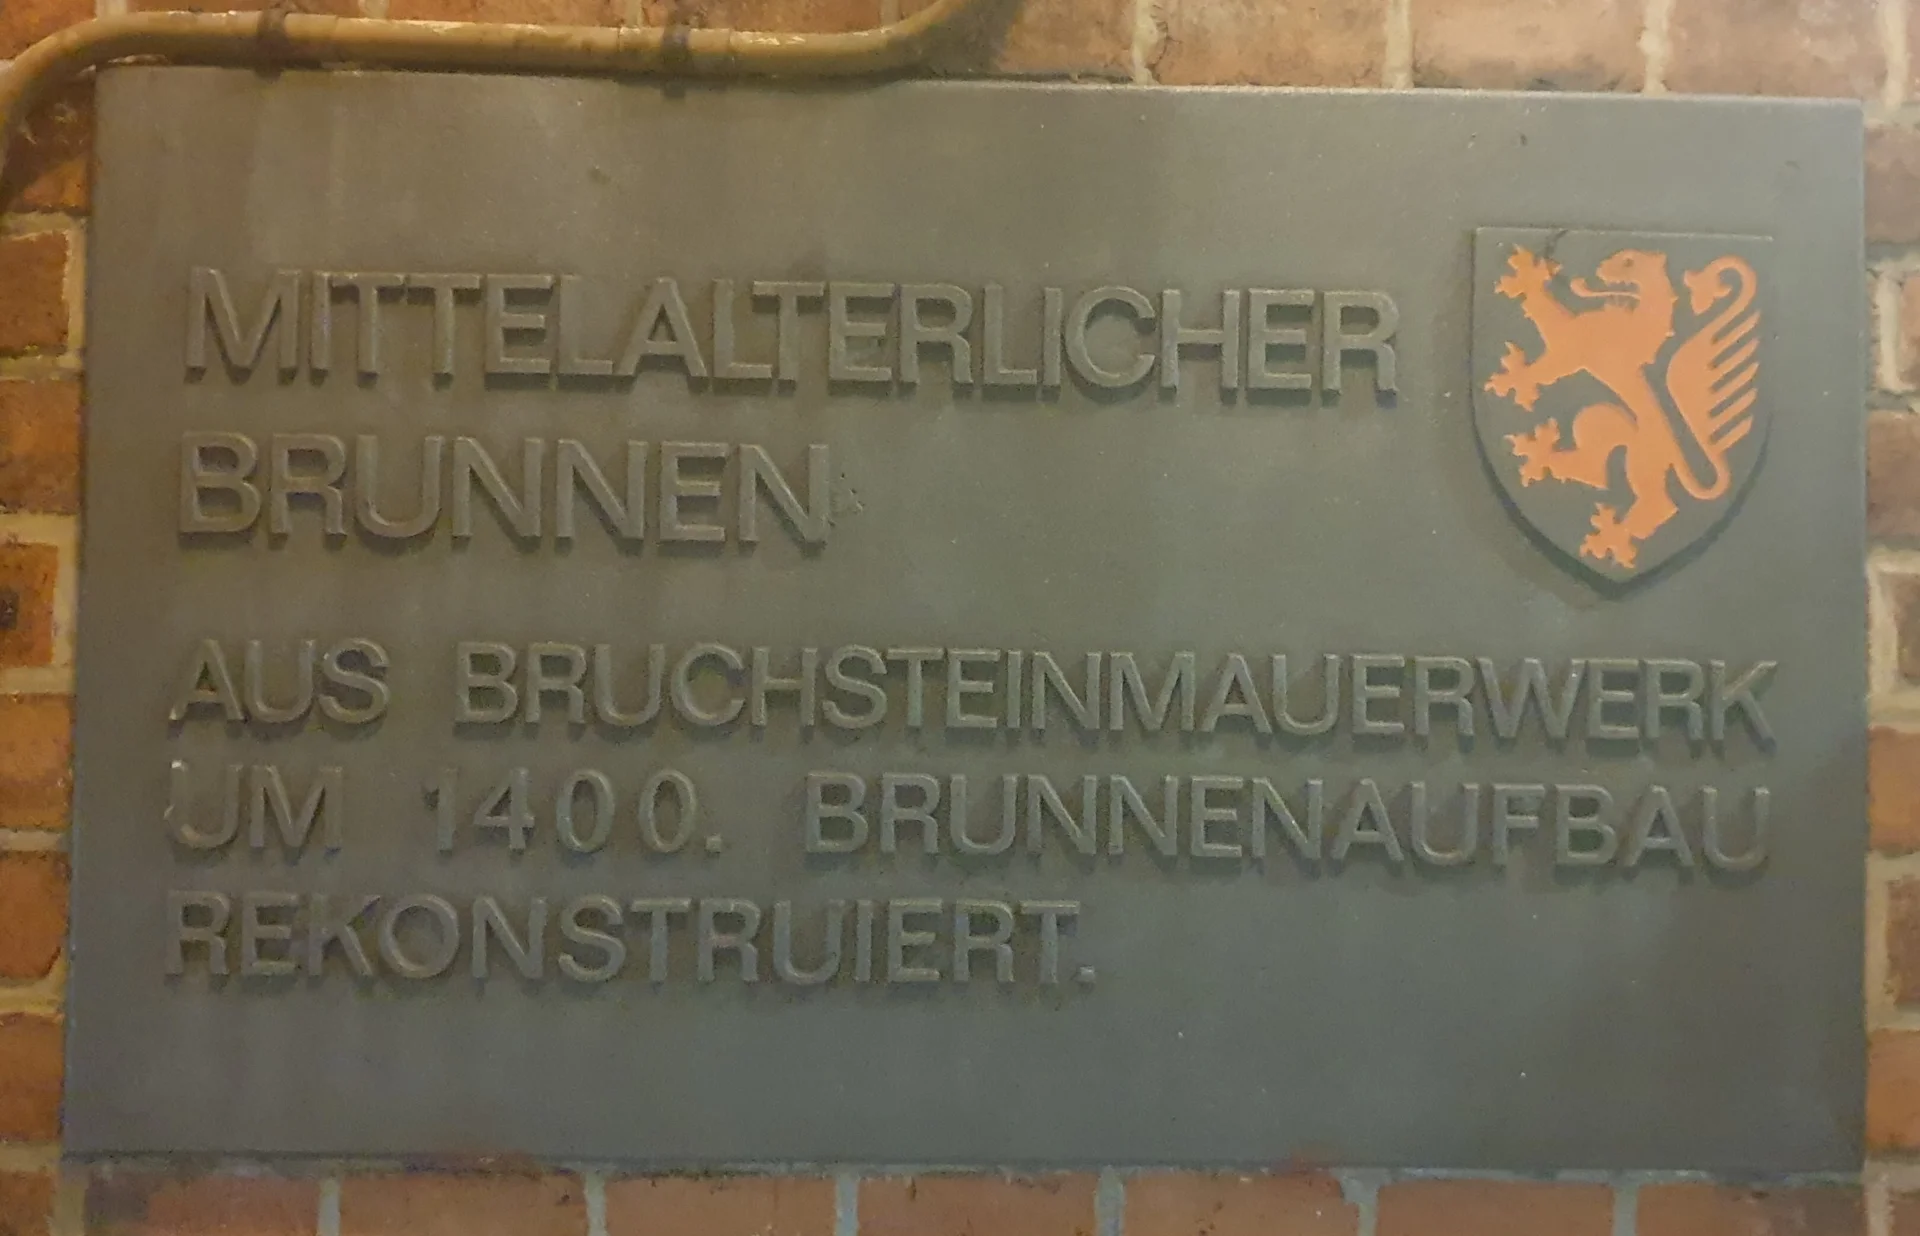 MITTELALTERLICHER
BRUNNEN
AUS BRUCHSTEINMAUERWERK
UM 1400. BRUNNENAUFBAU
REKONSTRUIERT.